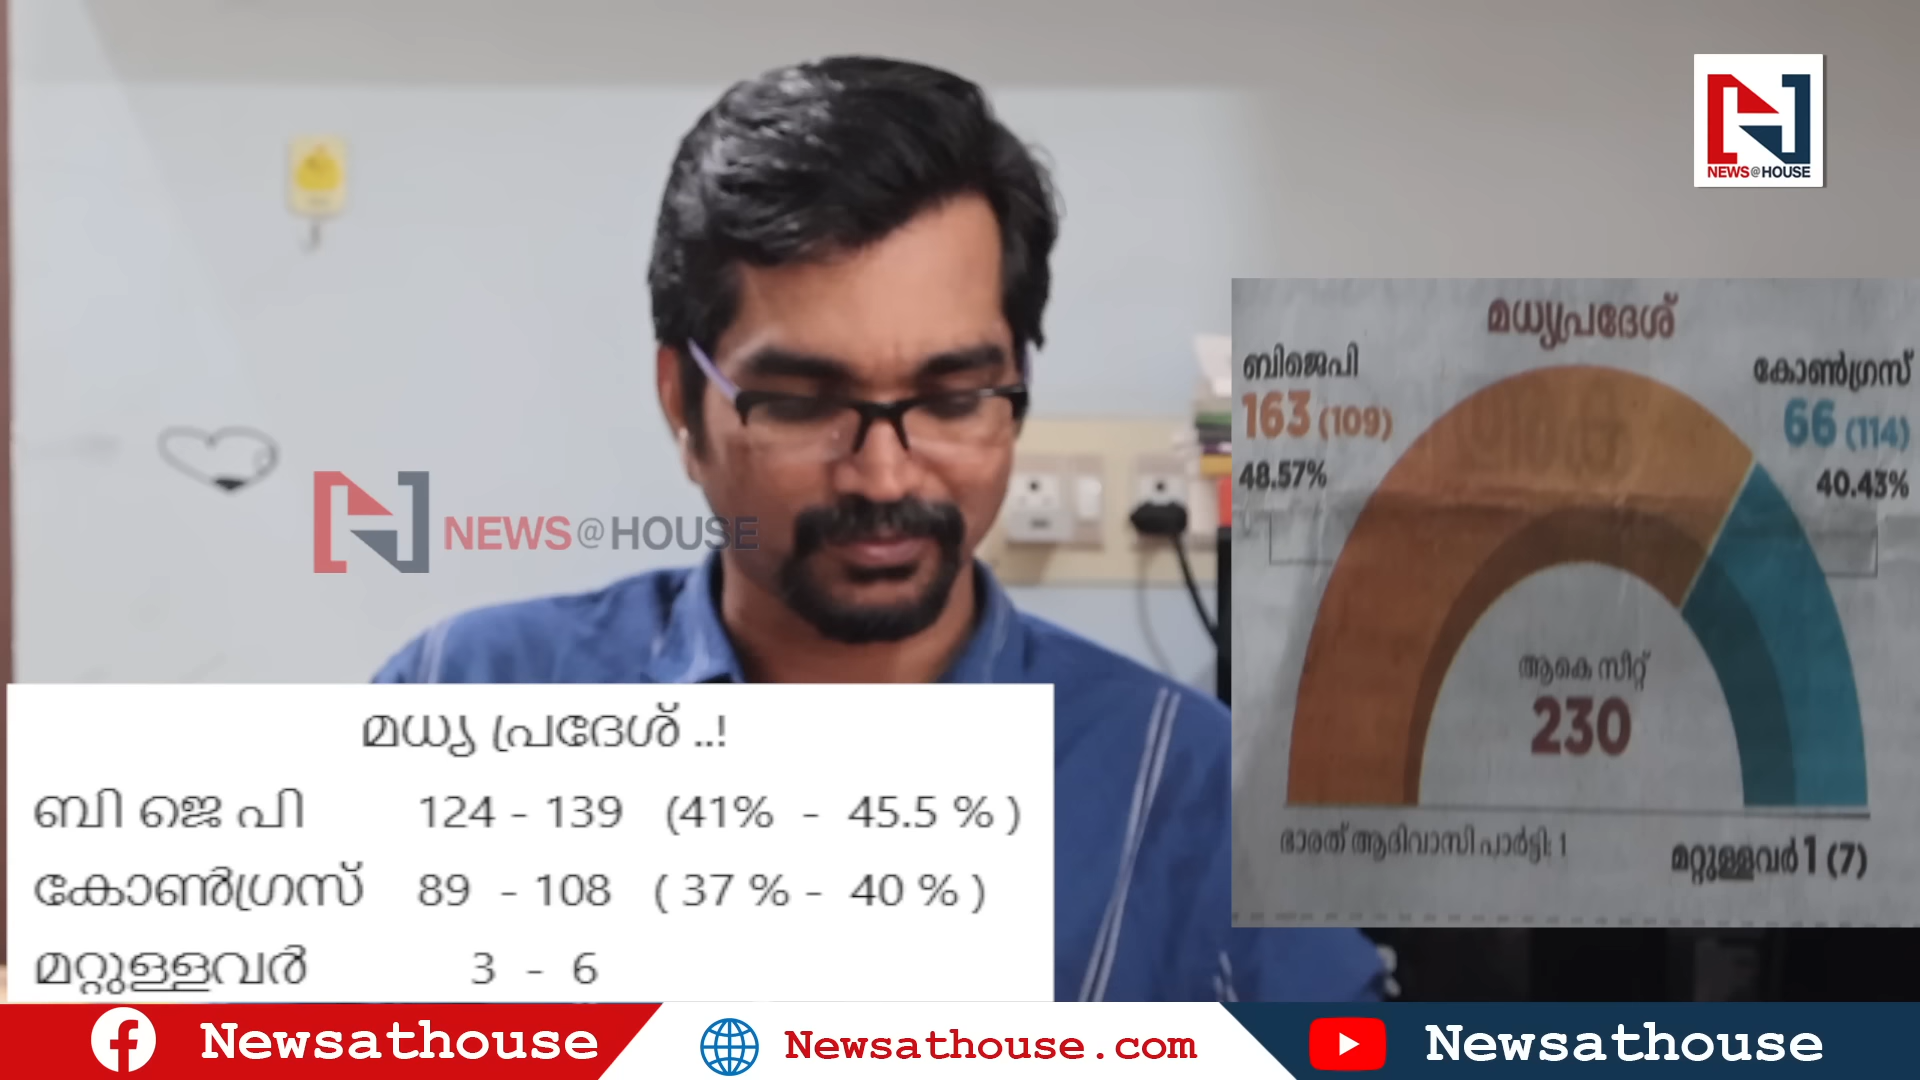 NEWS@HOUSE
മധ്യപ്രദേശ്
ബിജെപി
163 (109)
48.57%
കോൺഗ്രസ്
66 (114)
40.43%
ആകെ സീറ്റ്
230
ഭാരത് ആദിവാസി പാർട്ടി: 1
മറ്റുള്ളവർ 1 (7)
NEWS@HOUSE
മധ്യ പ്രദേശ് ..!
ബി ജെ പി 124 - 139 (41% - 45.5 % )
കോൺഗ്രസ് 89 - 108 ( 37 % - 40 % )
മറ്റുള്ളവർ 3 - 6
Newsathouse
Newsathouse.com
Newsathouse